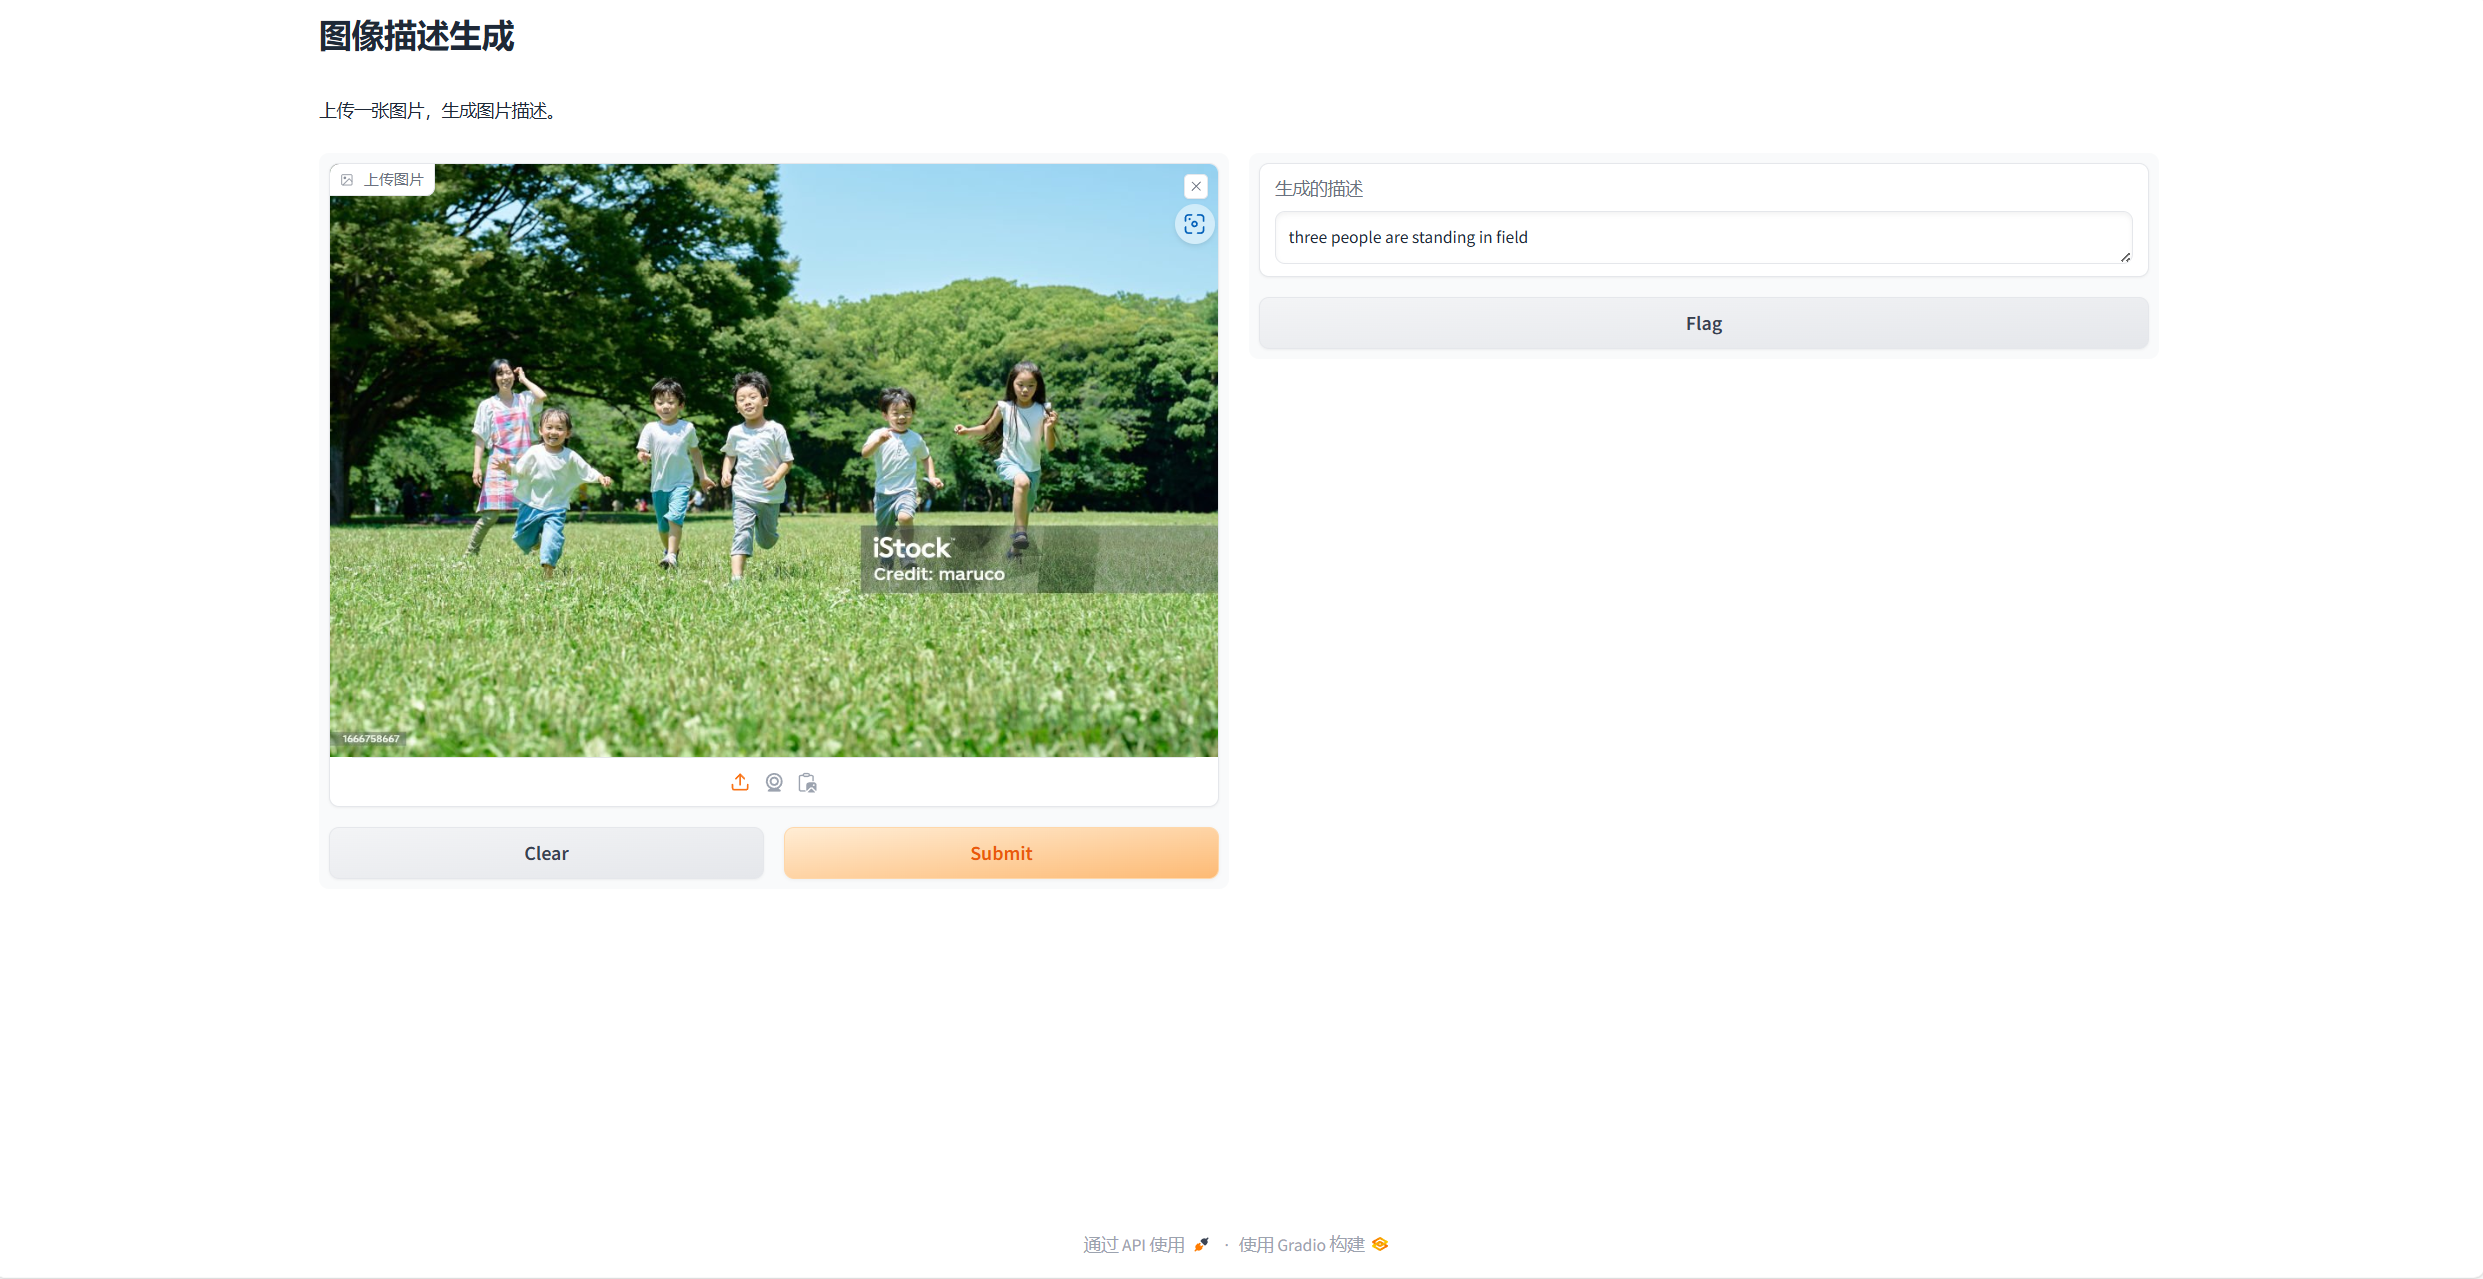 图像描述生成
上传一张图片，生成图片描述。
上传图片
iStock™
Credit: maruco
1666758667
Clear
Submit
生成的描述
three people are standing in field
Flag
通过 API 使用 · 使用 Gradio 构建